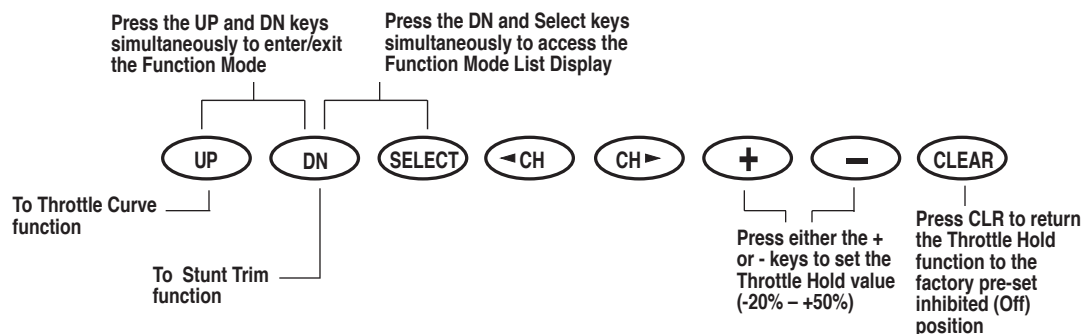 Press the UP and DN keys
simultaneously to enter/exit
the Function Mode
Press the DN and Select keys
simultaneously to access the
Function Mode List Display
UP
DN
SELECT
◄ CH
CH ►
+
–
CLEAR
To Throttle Curve
function
To Stunt Trim
function
Press either the +
or - keys to set the
Throttle Hold value
(-20% – +50%)
Press CLR to return
the Throttle Hold
function to the
factory pre-set
inhibited (Off)
position